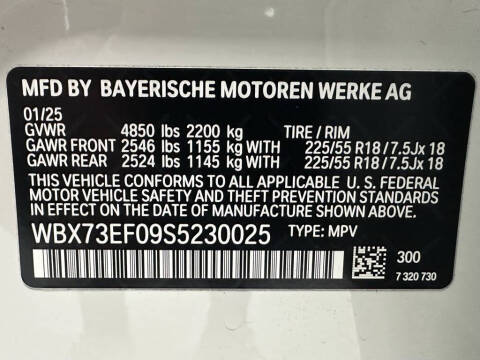 MFD BY BAYERISCHE MOTOREN WERKE AG
01/25
GVWR 4850 lbs 2200 kg TIRE / RIM
GAWR FRONT 2546 lbs 1155 kg WITH 225/55 R18 / 7.5Jx 18
GAWR REAR 2524 lbs 1145 kg WITH 225/55 R18 / 7.5Jx 18
THIS VEHICLE CONFORMS TO ALL APPLICABLE U.S. FEDERAL
MOTOR VEHICLE SAFETY AND THEFT PREVENTION STANDARDS
IN EFFECT ON THE DATE OF MANUFACTURE SHOWN ABOVE.
WBX73EF09S5230025 TYPE: MPV
300
7 320 730